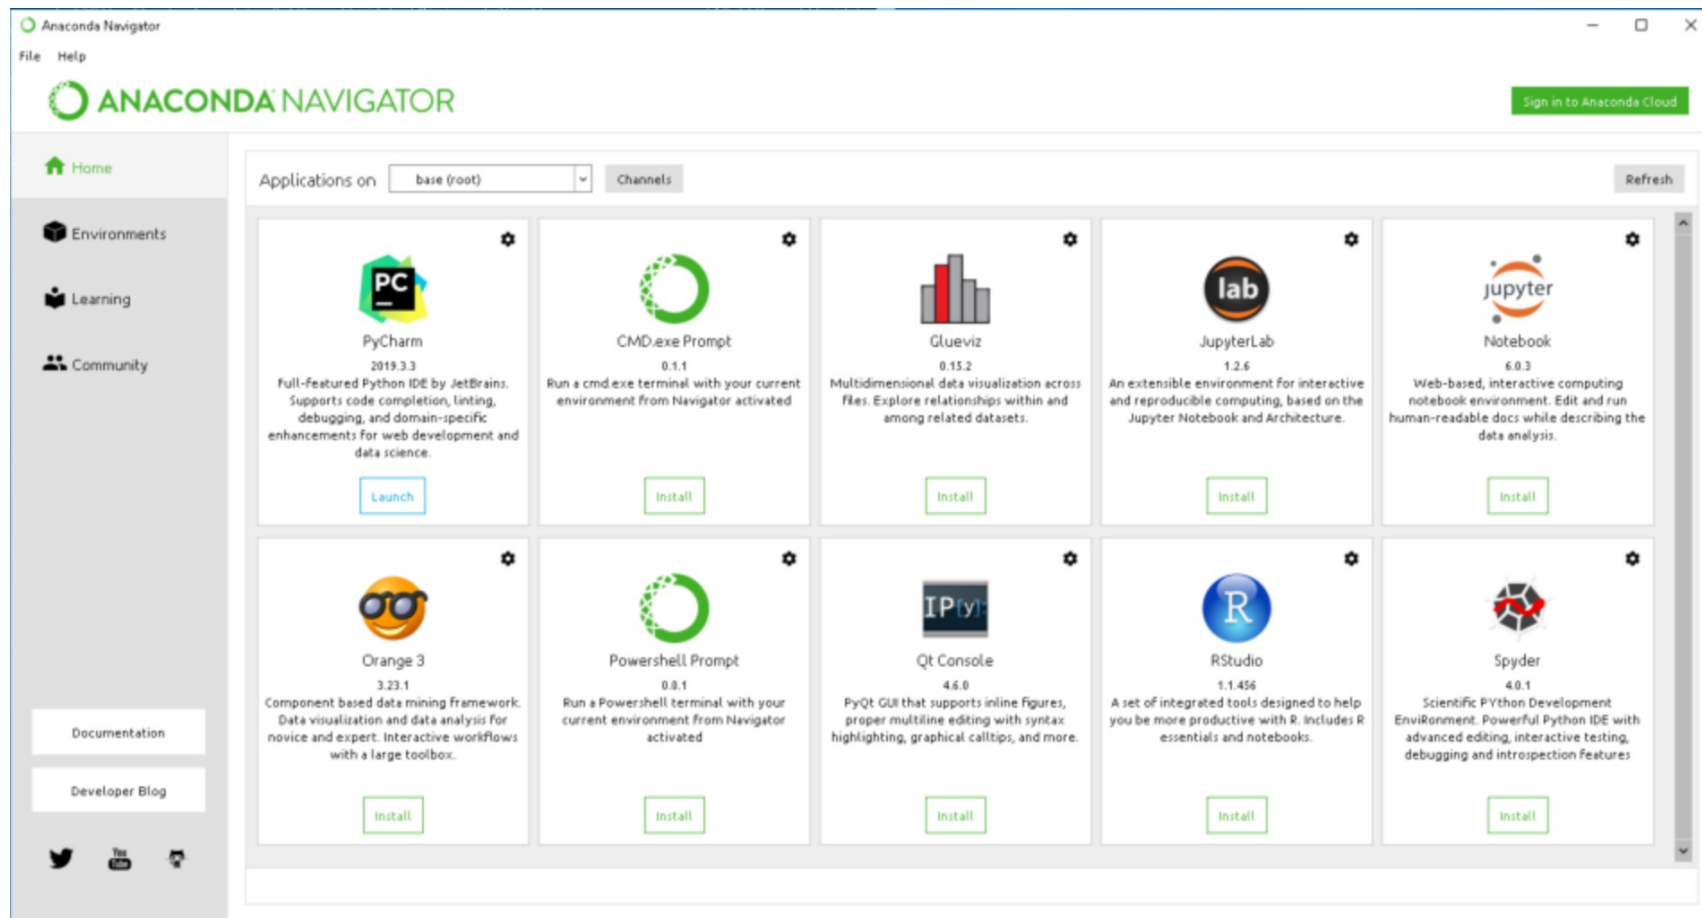 Anaconda Navigator
File Help
ANACONDA NAVIGATOR
Sign in to Anaconda Cloud
Home
Environments
Learning
Community
Documentation
Developer Blog
You
Tube
Applications on base (root) Channels Refresh
PC
PyCharm
2019.3.3
Full-featured Python IDE by JetBrains.
Supports code completion, linting,
debugging, and domain-specific
enhancements for web development and
data science.
Launch
CMD.exe Prompt
0.1.1
Run a cmd.exe terminal with your current
environment from Navigator activated
Install
Glueviz
0.15.2
Multidimensional data visualization across
files. Explore relationships within and
among related datasets.
Install
lab
JupyterLab
1.2.6
An extensible environment for interactive
and reproducible computing, based on the
Jupyter Notebook and Architecture.
Install
jupyter
Notebook
6.0.3
Web-based, interactive computing
notebook environment. Edit and run
human-readable docs while describing the
data analysis.
Install
Orange 3
3.23.1
Component based data mining framework.
Data visualization and data analysis for
novice and expert. Interactive workflows
with a large toolbox.
Install
Powershell Prompt
0.0.1
Run a Powershell terminal with your
current environment from Navigator
activated
Install
IP[y]:
Qt Console
4.6.0
PyQt GUI that supports inline figures,
proper multiline editing with syntax
highlighting, graphical calltips, and more.
Install
R
RStudio
1.1.456
A set of integrated tools designed to help
you be more productive with R. Includes R
essentials and notebooks.
Install
Spyder
4.0.1
Scientific PYthon Development
EnviRonment. Powerful Python IDE with
advanced editing, interactive testing,
debugging and introspection features
Install